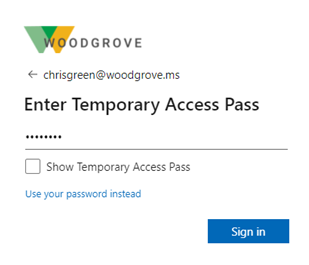 WOODGROVE
← chrisgreen@woodgrove.ms
Enter Temporary Access Pass
••••••••
Show Temporary Access Pass
Use your password instead
Sign in